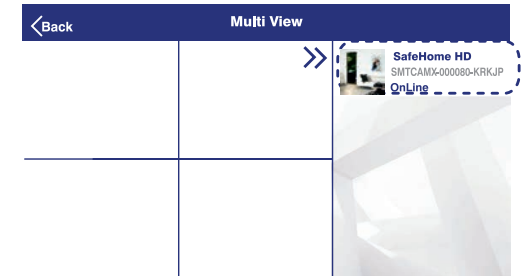 Back
Multi View
SafeHome HD
SMTCAMX-000080-KRKJP
OnLine